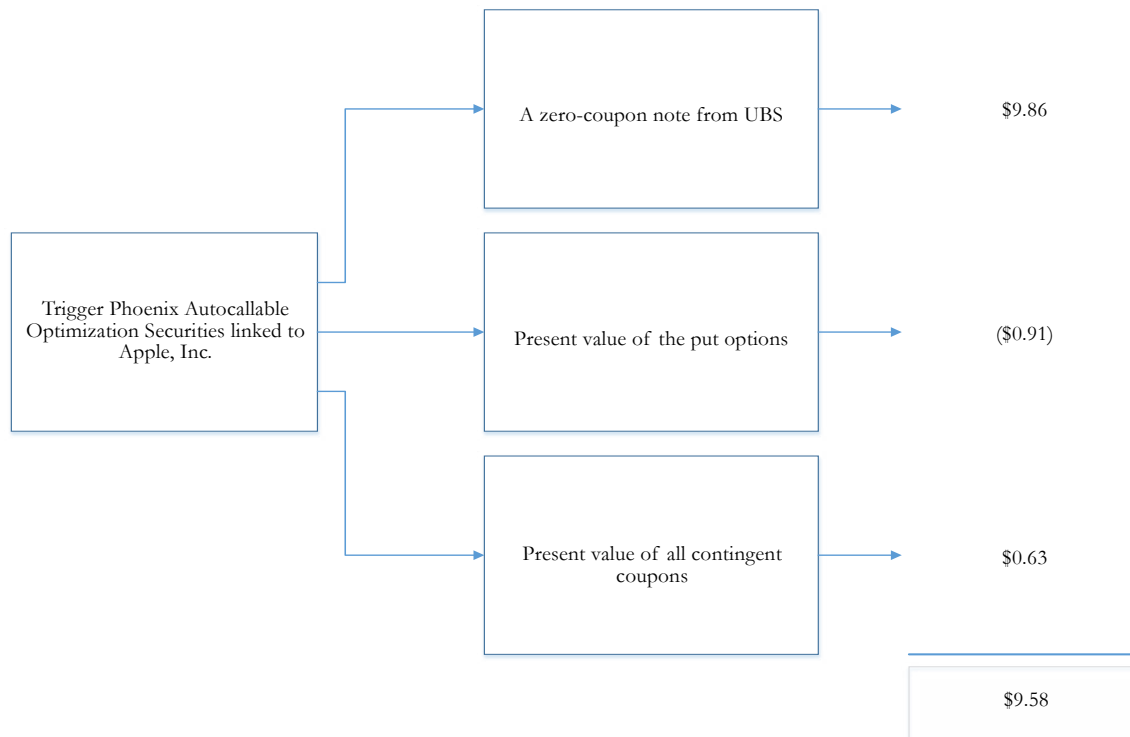 A zero-coupon note from UBS
$9.86
Trigger Phoenix Autocallable
Optimization Securities linked to
Apple, Inc.
Present value of the put options
($0.91)
Present value of all contingent
coupons
$0.63
$9.58